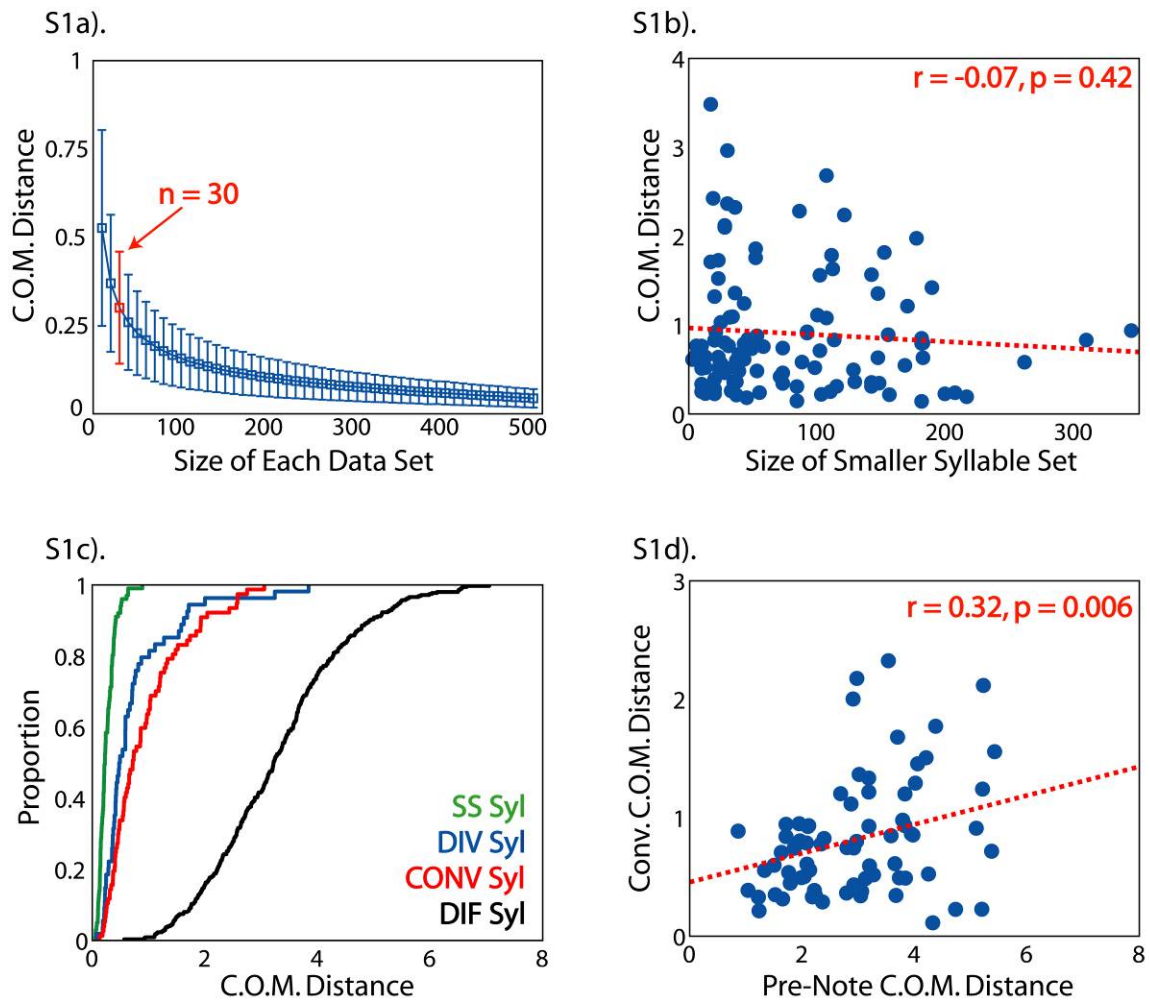 S1a).
1
0.75
0.5
0.25
0
C.O.M. Distance
n = 30
0 100 200 300 400 500
Size of Each Data Set
S1b).
4
3
2
1
0
C.O.M. Distance
r = -0.07, p = 0.42
0 100 200 300
Size of Smaller Syllable Set
S1c).
1
0.8
0.6
0.4
0.2
0
Proportion
SS Syl
DIV Syl
CONV Syl
DIF Syl
0 2 4 6 8
C.O.M. Distance
S1d).
3
2
1
0
Conv. C.O.M. Distance
r = 0.32, p = 0.006
0 2 4 6 8
Pre-Note C.O.M. Distance